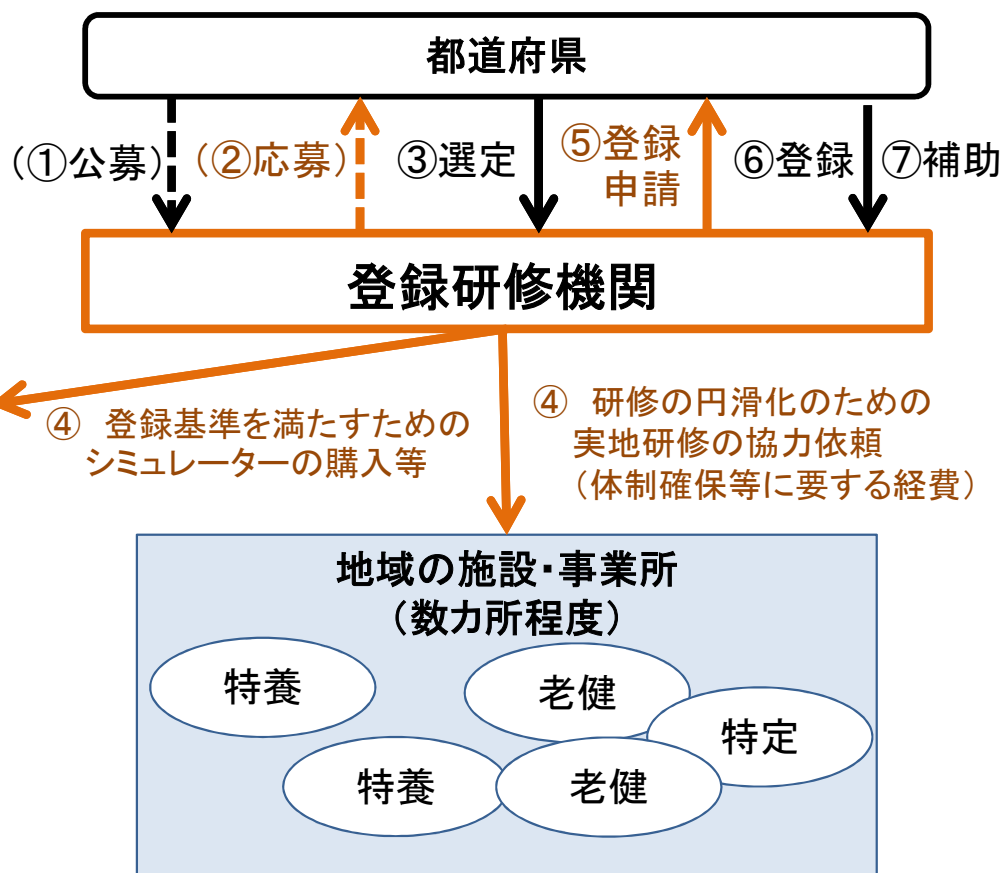 都道府県
(①公募)
(②応募)
③選定
⑤登録
申請
⑥登録
⑦補助
登録研修機関
④ 登録基準を満たすための
シミュレーターの購入等
④ 研修の円滑化のための
実地研修の協力依頼
(体制確保等に要する経費)
地域の施設・事業所
(数カ所程度)
特養
老健
特定
特養
老健